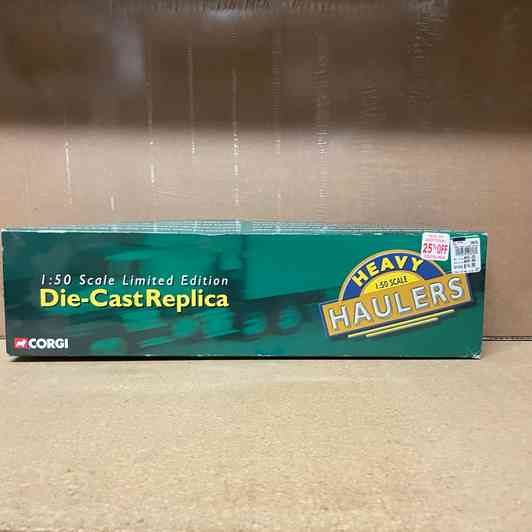 1:50 Scale Limited Edition
Die-Cast Replica
CORGI
HEAVY
1:50 SCALE
HAULERS
25% OFF